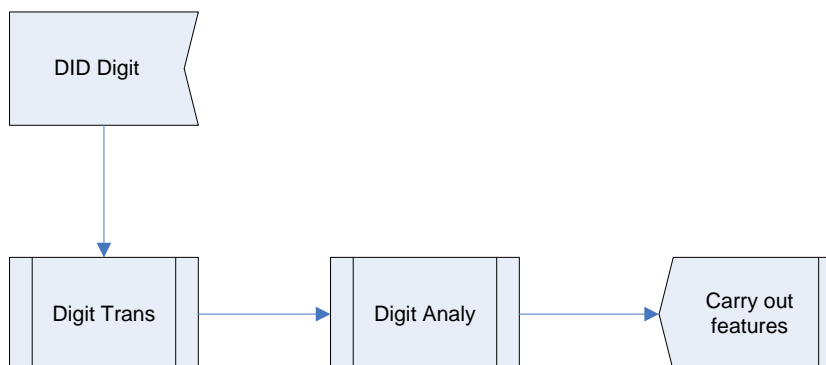 DID Digit
Digit Trans
Digit Analy
Carry out
features